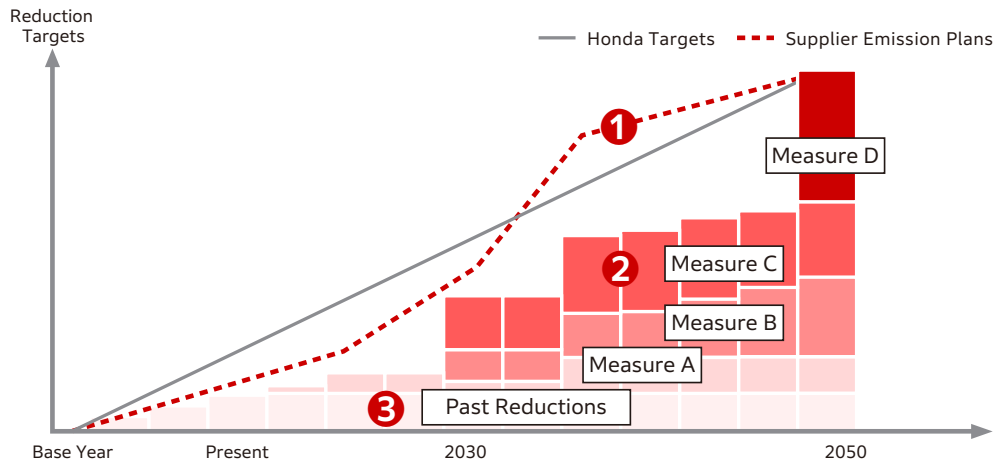 Reduction
Targets
Honda Targets
Supplier Emission Plans
1
Measure D
2
Measure C
Measure B
Measure A
3
Past Reductions
Base Year
Present
2030
2050